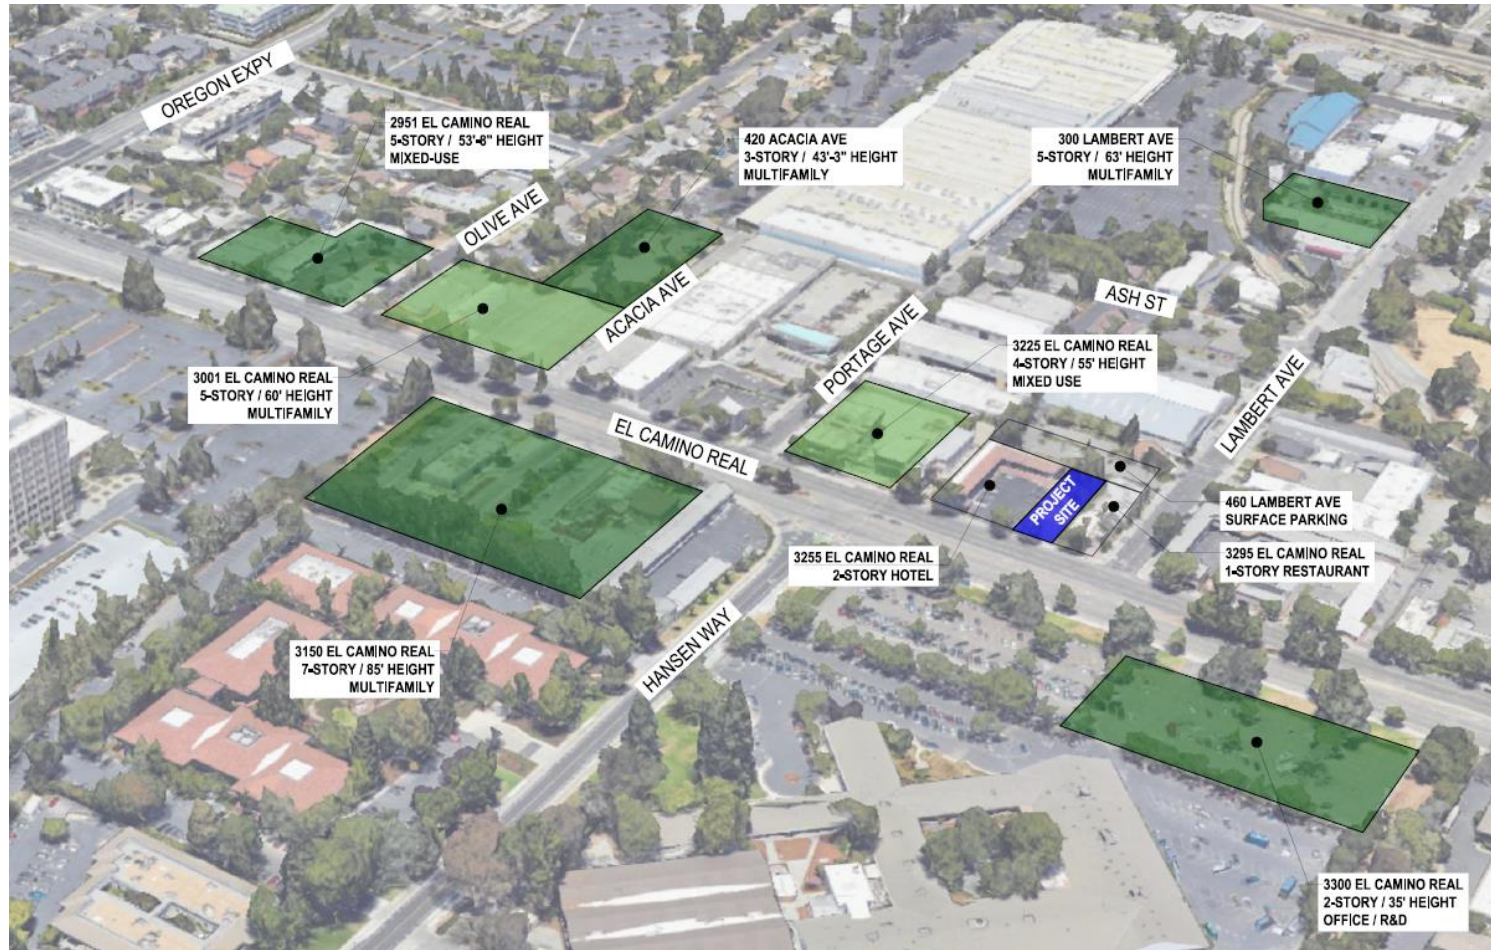 OREGON EXPY
2951 EL CAMINO REAL
5-STORY / 53'-8" HEIGHT
MIXED-USE
420 ACACIA AVE
3-STORY / 43'-3" HEIGHT
MULTIFAMILY
300 LAMBERT AVE
5-STORY / 63' HEIGHT
MULTIFAMILY
OLIVE AVE
ACACIA AVE
ASH ST
PORTAGE AVE
3225 EL CAMINO REAL
4-STORY / 55' HEIGHT
MIXED USE
LAMBERT AVE
3001 EL CAMINO REAL
5-STORY / 60' HEIGHT
MULTIFAMILY
EL CAMINO REAL
PROJECT
SITE
460 LAMBERT AVE
SURFACE PARKING
3255 EL CAMINO REAL
2-STORY HOTEL
3295 EL CAMINO REAL
1-STORY RESTAURANT
HANSEN WAY
3150 EL CAMINO REAL
7-STORY / 85' HEIGHT
MULTIFAMILY
3300 EL CAMINO REAL
2-STORY / 35' HEIGHT
OFFICE / R&D